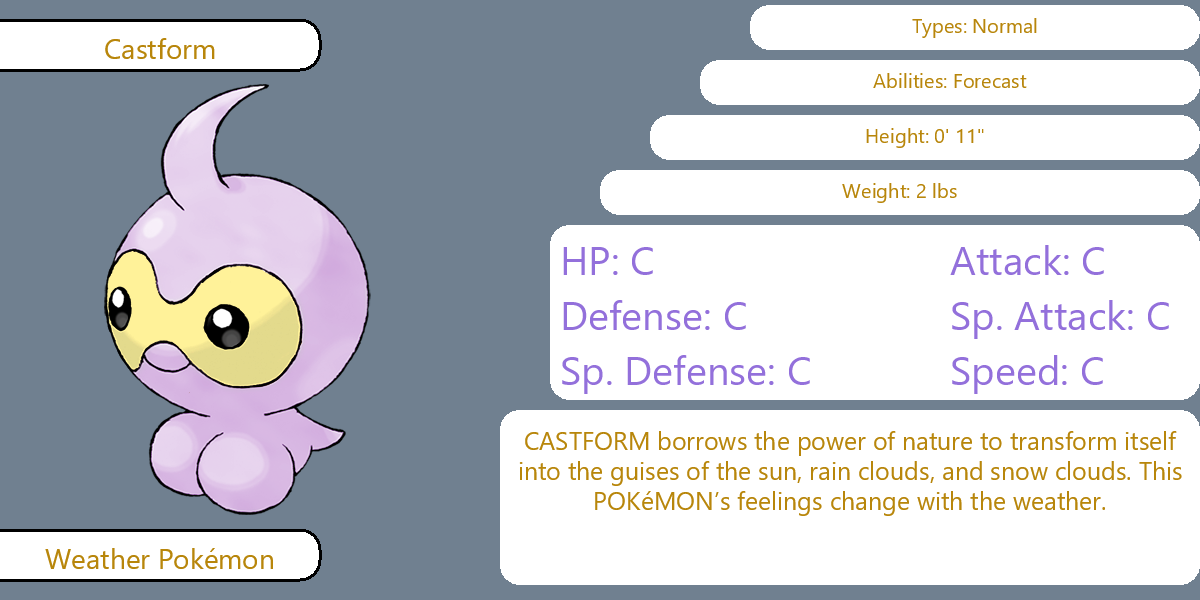 Castform
Types: Normal
Abilities: Forecast
Height: 0' 11"
Weight: 2 lbs
HP: C
Attack: C
Defense: C
Sp. Attack: C
Sp. Defense: C
Speed: C
CASTFORM borrows the power of nature to transform itself
into the guises of the sun, rain clouds, and snow clouds. This
POKéMON’s feelings change with the weather.
Weather Pokémon